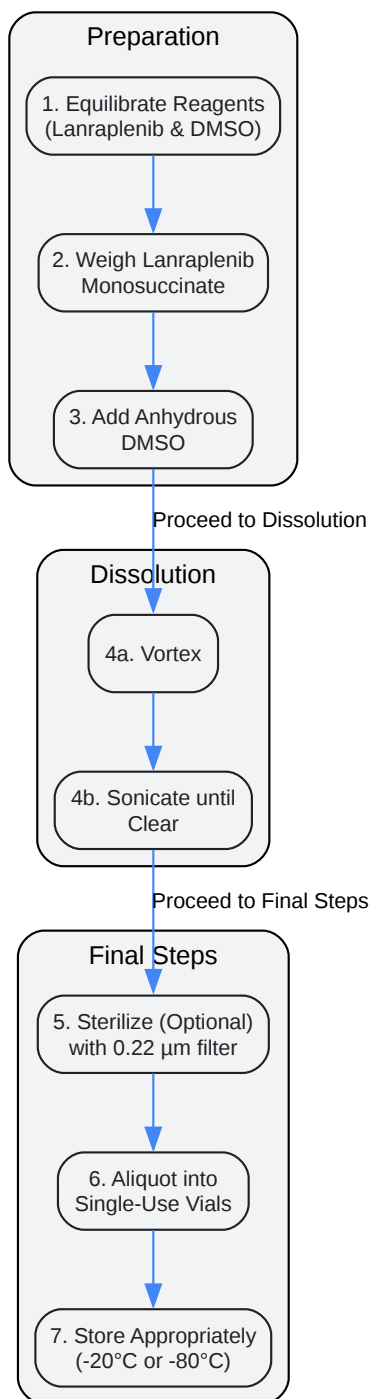 Preparation
1. Equilibrate Reagents
(Lanraplenib & DMSO)
2. Weigh Lanraplenib
Monosuccinate
3. Add Anhydrous
DMSO
Proceed to Dissolution
Dissolution
4a. Vortex
4b. Sonicate until
Clear
Proceed to Final Steps
Final Steps
5. Sterilize (Optional)
with 0.22 µm filter
6. Aliquot into
Single-Use Vials
7. Store Appropriately
(-20°C or -80°C)